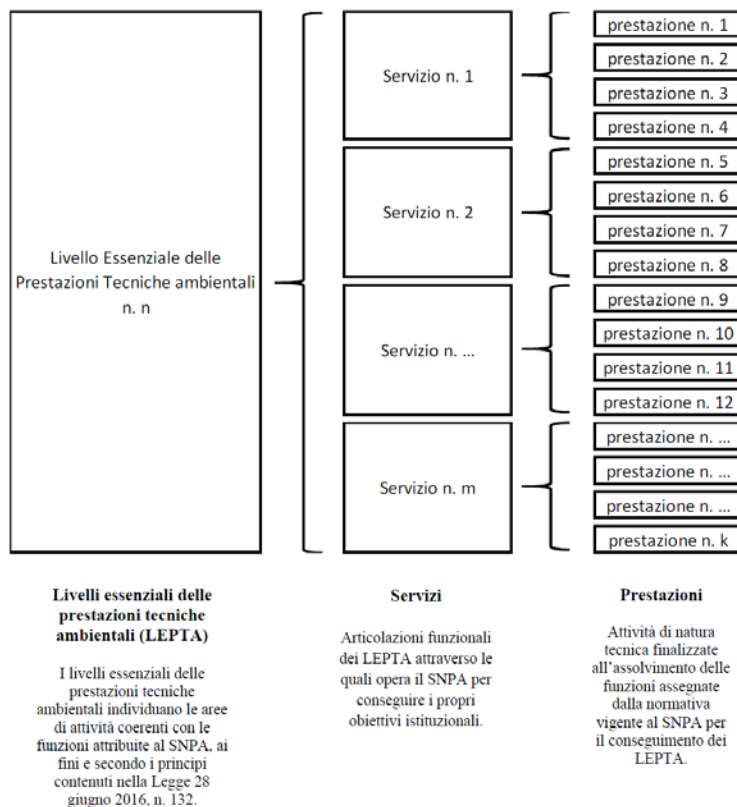 Livello Essenziale delle
Prestazioni Tecniche ambientali
n. n
Servizio n. 1
Servizio n. 2
Servizio n. ...
Servizio n. m
prestazione n. 1
prestazione n. 2
prestazione n. 3
prestazione n. 4
prestazione n. 5
prestazione n. 6
prestazione n. 7
prestazione n. 8
prestazione n. 9
prestazione n. 10
prestazione n. 11
prestazione n. 12
prestazione n. ...
prestazione n. ...
prestazione n. ...
prestazione n. k
Livelli essenziali delle
prestazioni tecniche
ambientali (LEPTA)
I livelli essenziali delle
prestazioni tecniche
ambientali individuano le aree
di attività coerenti con le
funzioni attribuite al SNPA, ai
fini e secondo i principi
contenuti nella Legge 28
giugno 2016, n. 132.
Servizi
Articolazioni funzionali
dei LEPTA attraverso le
quali opera il SNPA per
conseguire i propri
obiettivi istituzionali.
Prestazioni
Attività di natura
tecnica finalizzate
all’assolvimento delle
funzioni assegnate
dalla normativa
vigente al SNPA per
il conseguimento dei
LEPTA.